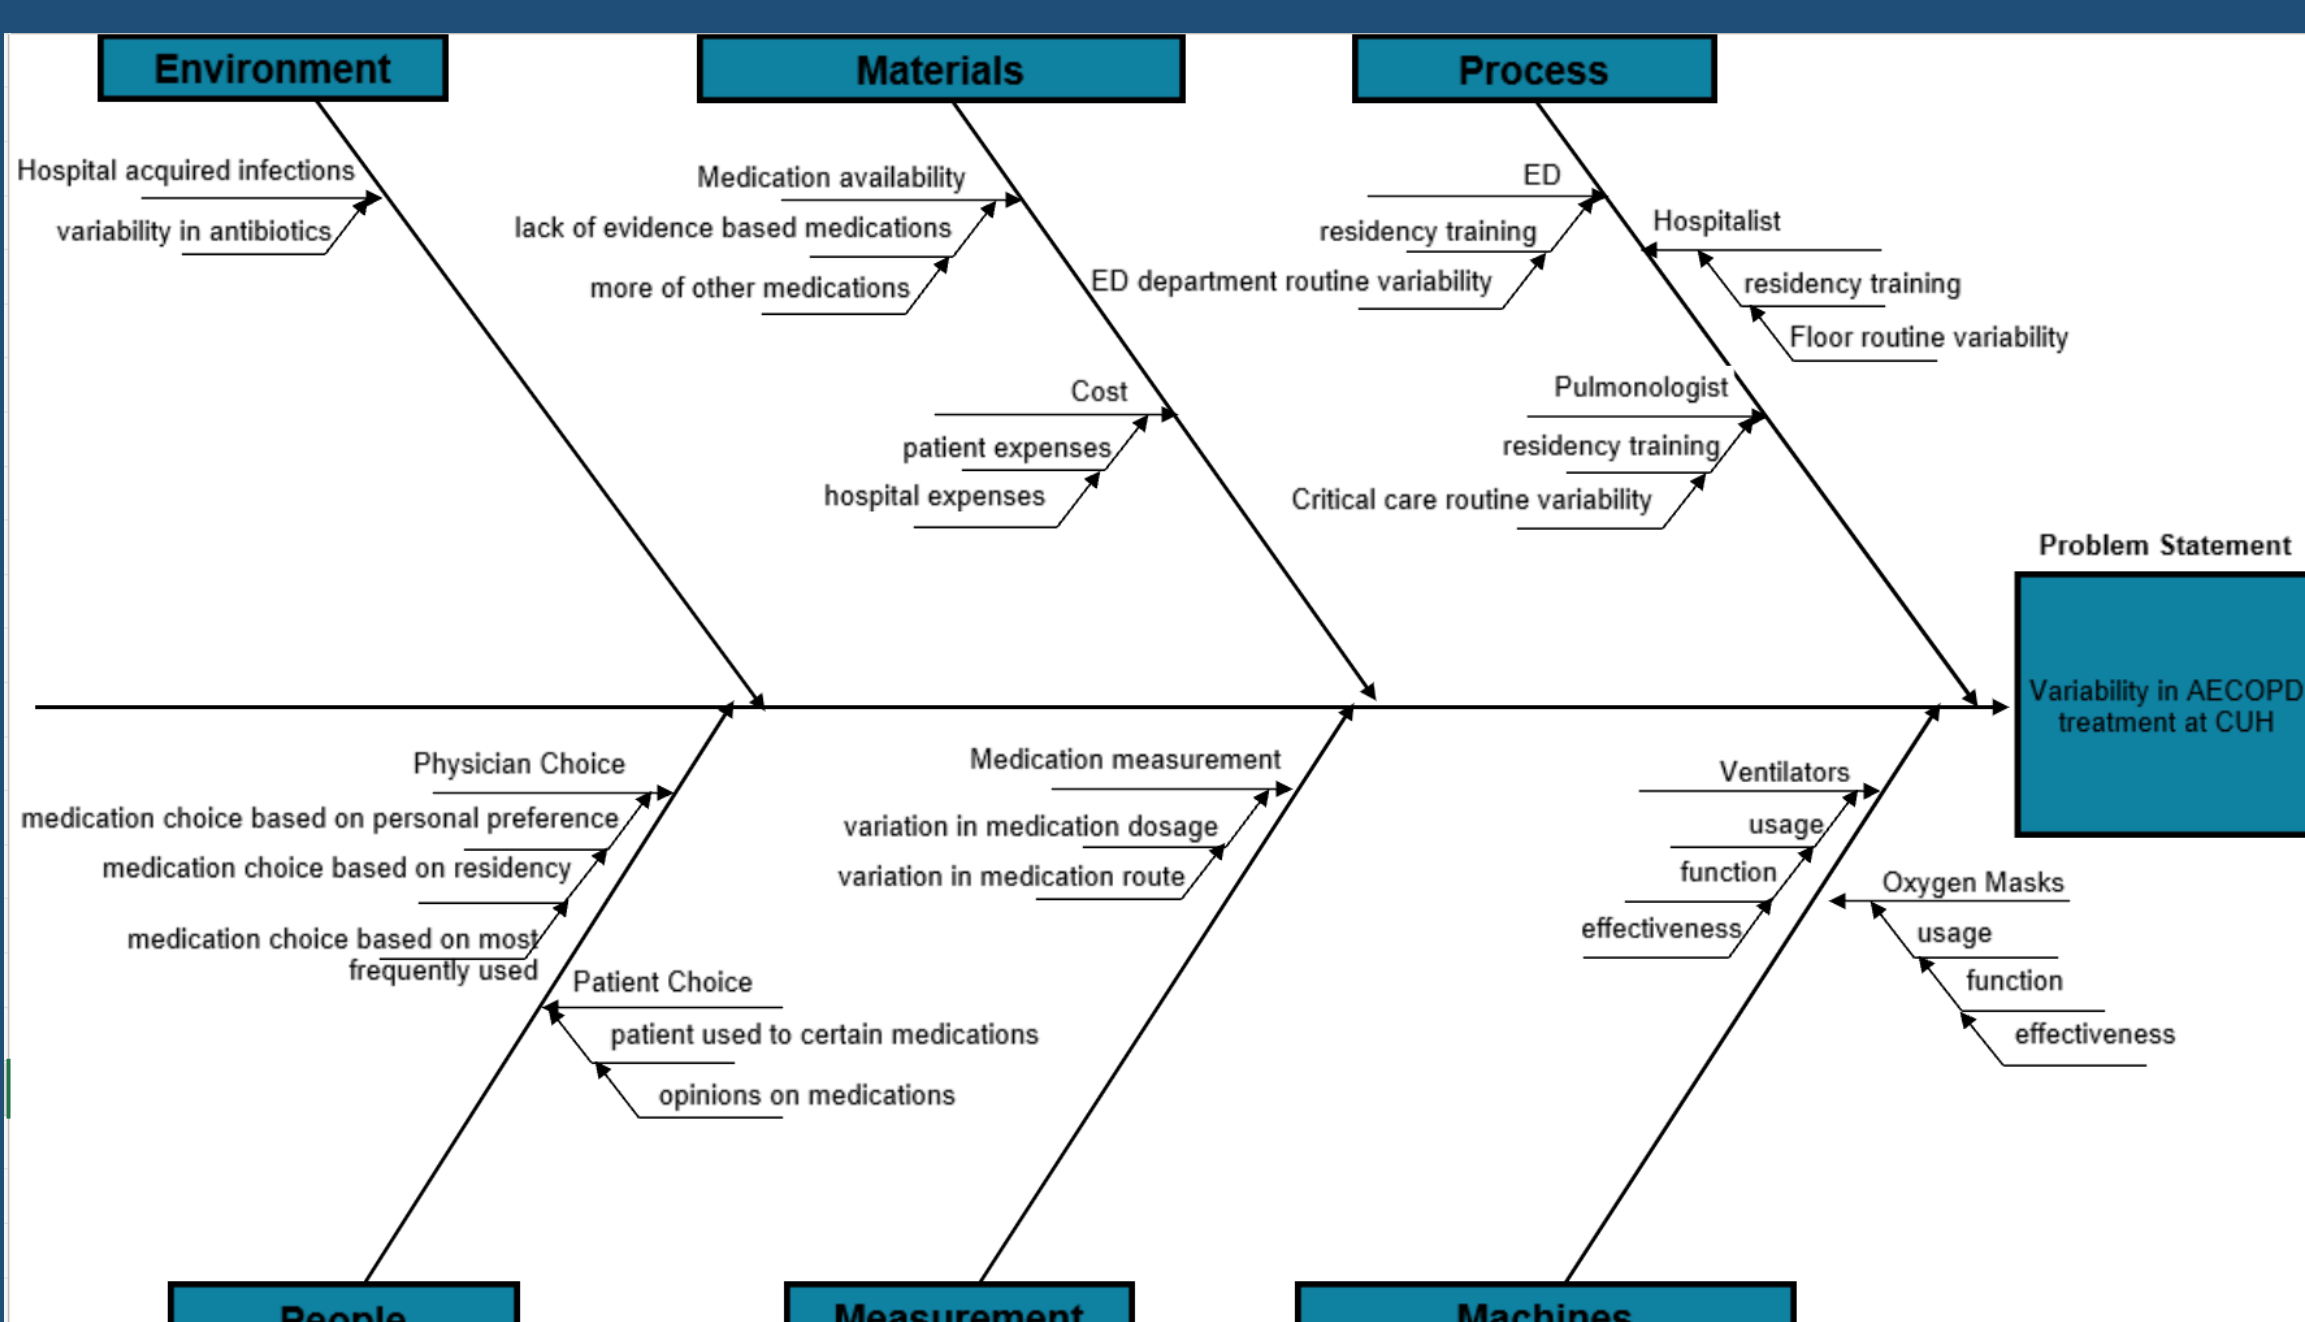 Environment
Materials
Process
Hospital acquired infections
variability in antibiotics
Medication availability
lack of evidence based medications
more of other medications
Cost
patient expenses
hospital expenses
ED
residency training
ED department routine variability
Hospitalist
residency training
Floor routine variability
Pulmonologist
residency training
Critical care routine variability
Problem Statement
Variability in AECOPD
treatment at CUH
Physician Choice
medication choice based on personal preference
medication choice based on residency
medication choice based on most
frequently used
Patient Choice
patient used to certain medications
opinions on medications
Medication measurement
variation in medication dosage
variation in medication route
Ventilators
usage
function
effectiveness
Oxygen Masks
usage
function
effectiveness
People
Measurement
Machines